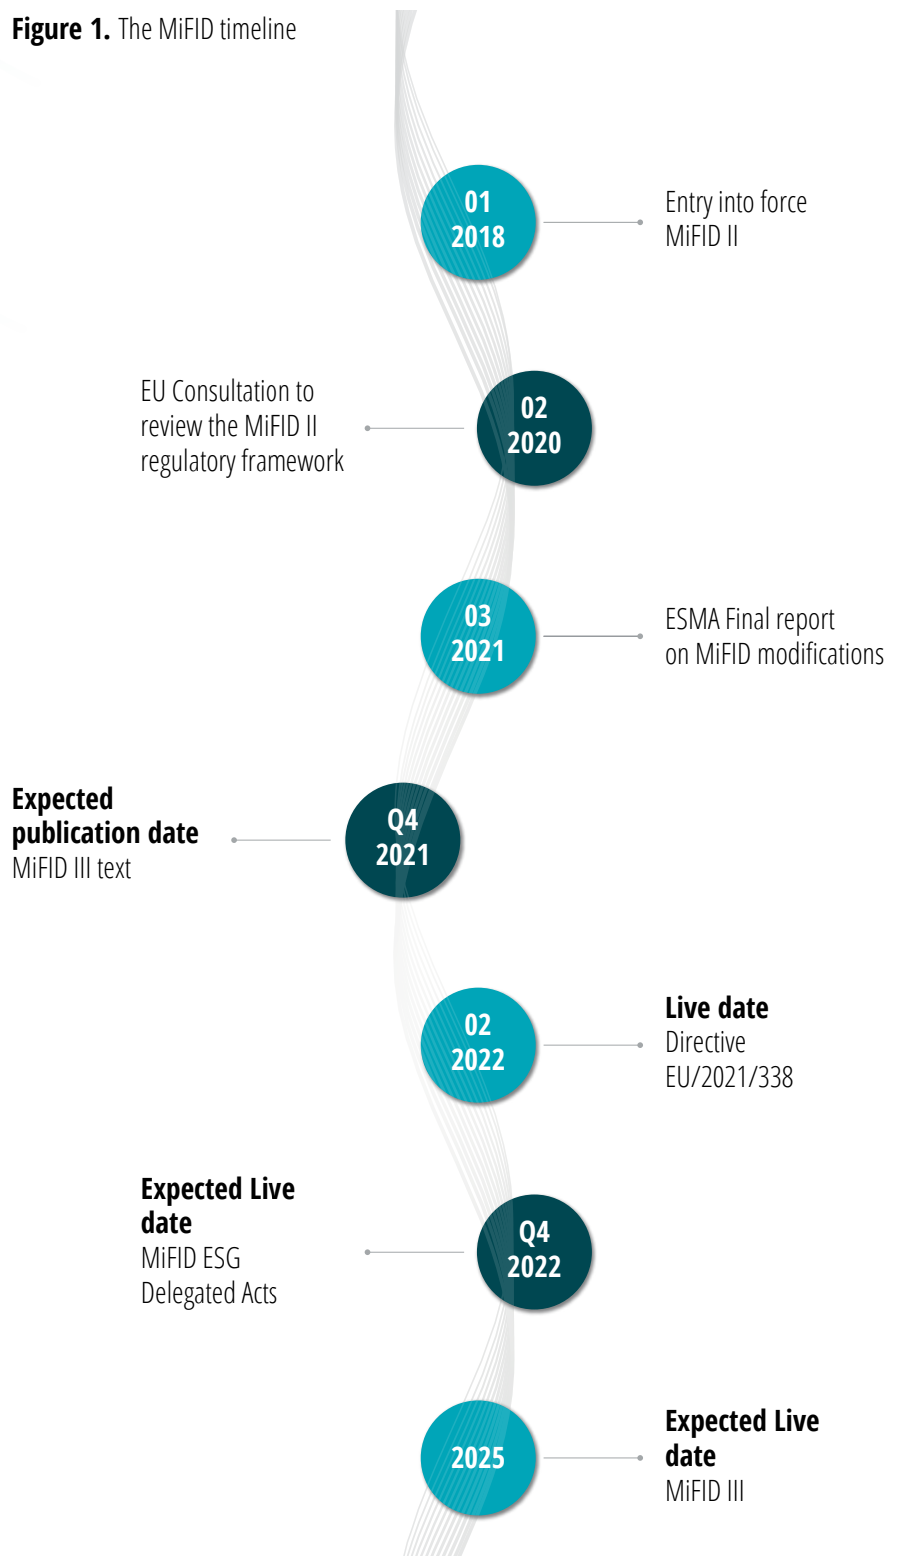 Figure 1. The MiFID timeline
01
2018
Entry into force
MiFID II
EU Consultation to
review the MiFID II
regulatory framework
02
2020
03
2021
ESMA Final report
on MiFID modifications
Expected
publication date
MiFID III text
Q4
2021
02
2022
Live date
Directive
EU/2021/338
Expected Live
date
MiFID ESG
Delegated Acts
Q4
2022
2025
Expected Live
date
MiFID III